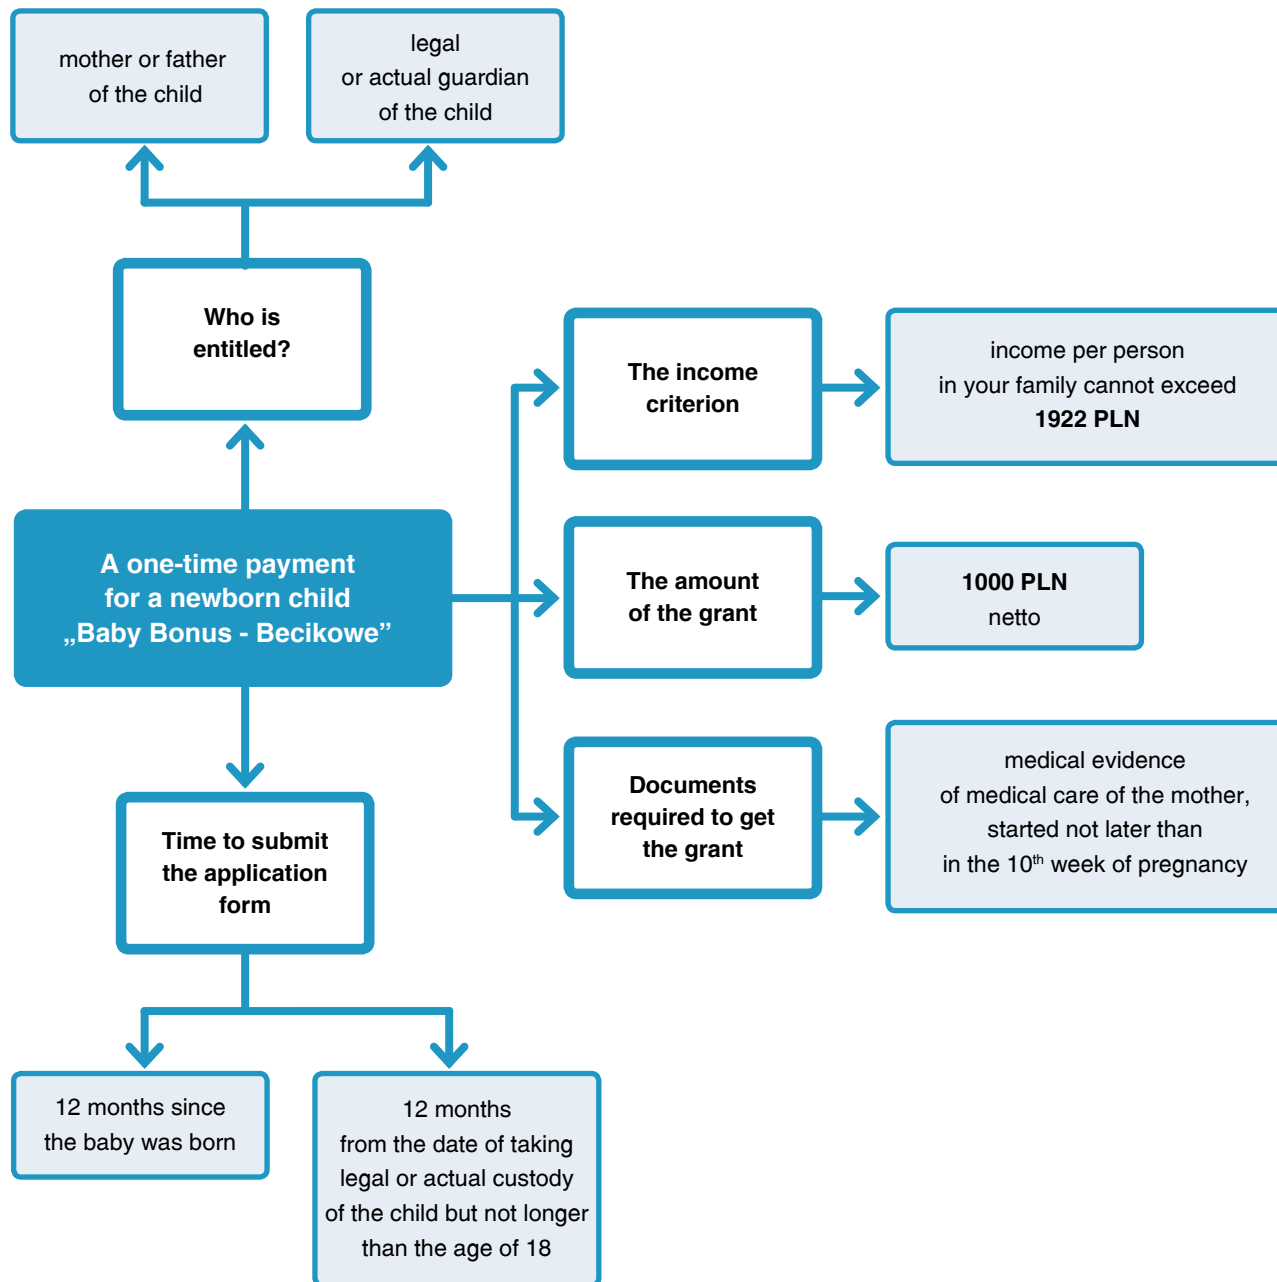 mother or father
of the child
legal
or actual guardian
of the child
Who is
entitled?
The income
criterion
income per person
in your family cannot exceed
1922 PLN
A one-time payment
for a newborn child
„Baby Bonus - Becikowe”
The amount
of the grant
1000 PLN
netto
Documents
required to get
the grant
medical evidence
of medical care of the mother,
started not later than
in the 10th week of pregnancy
Time to submit
the application
form
12 months since
the baby was born
12 months
from the date of taking
legal or actual custody
of the child but not longer
than the age of 18